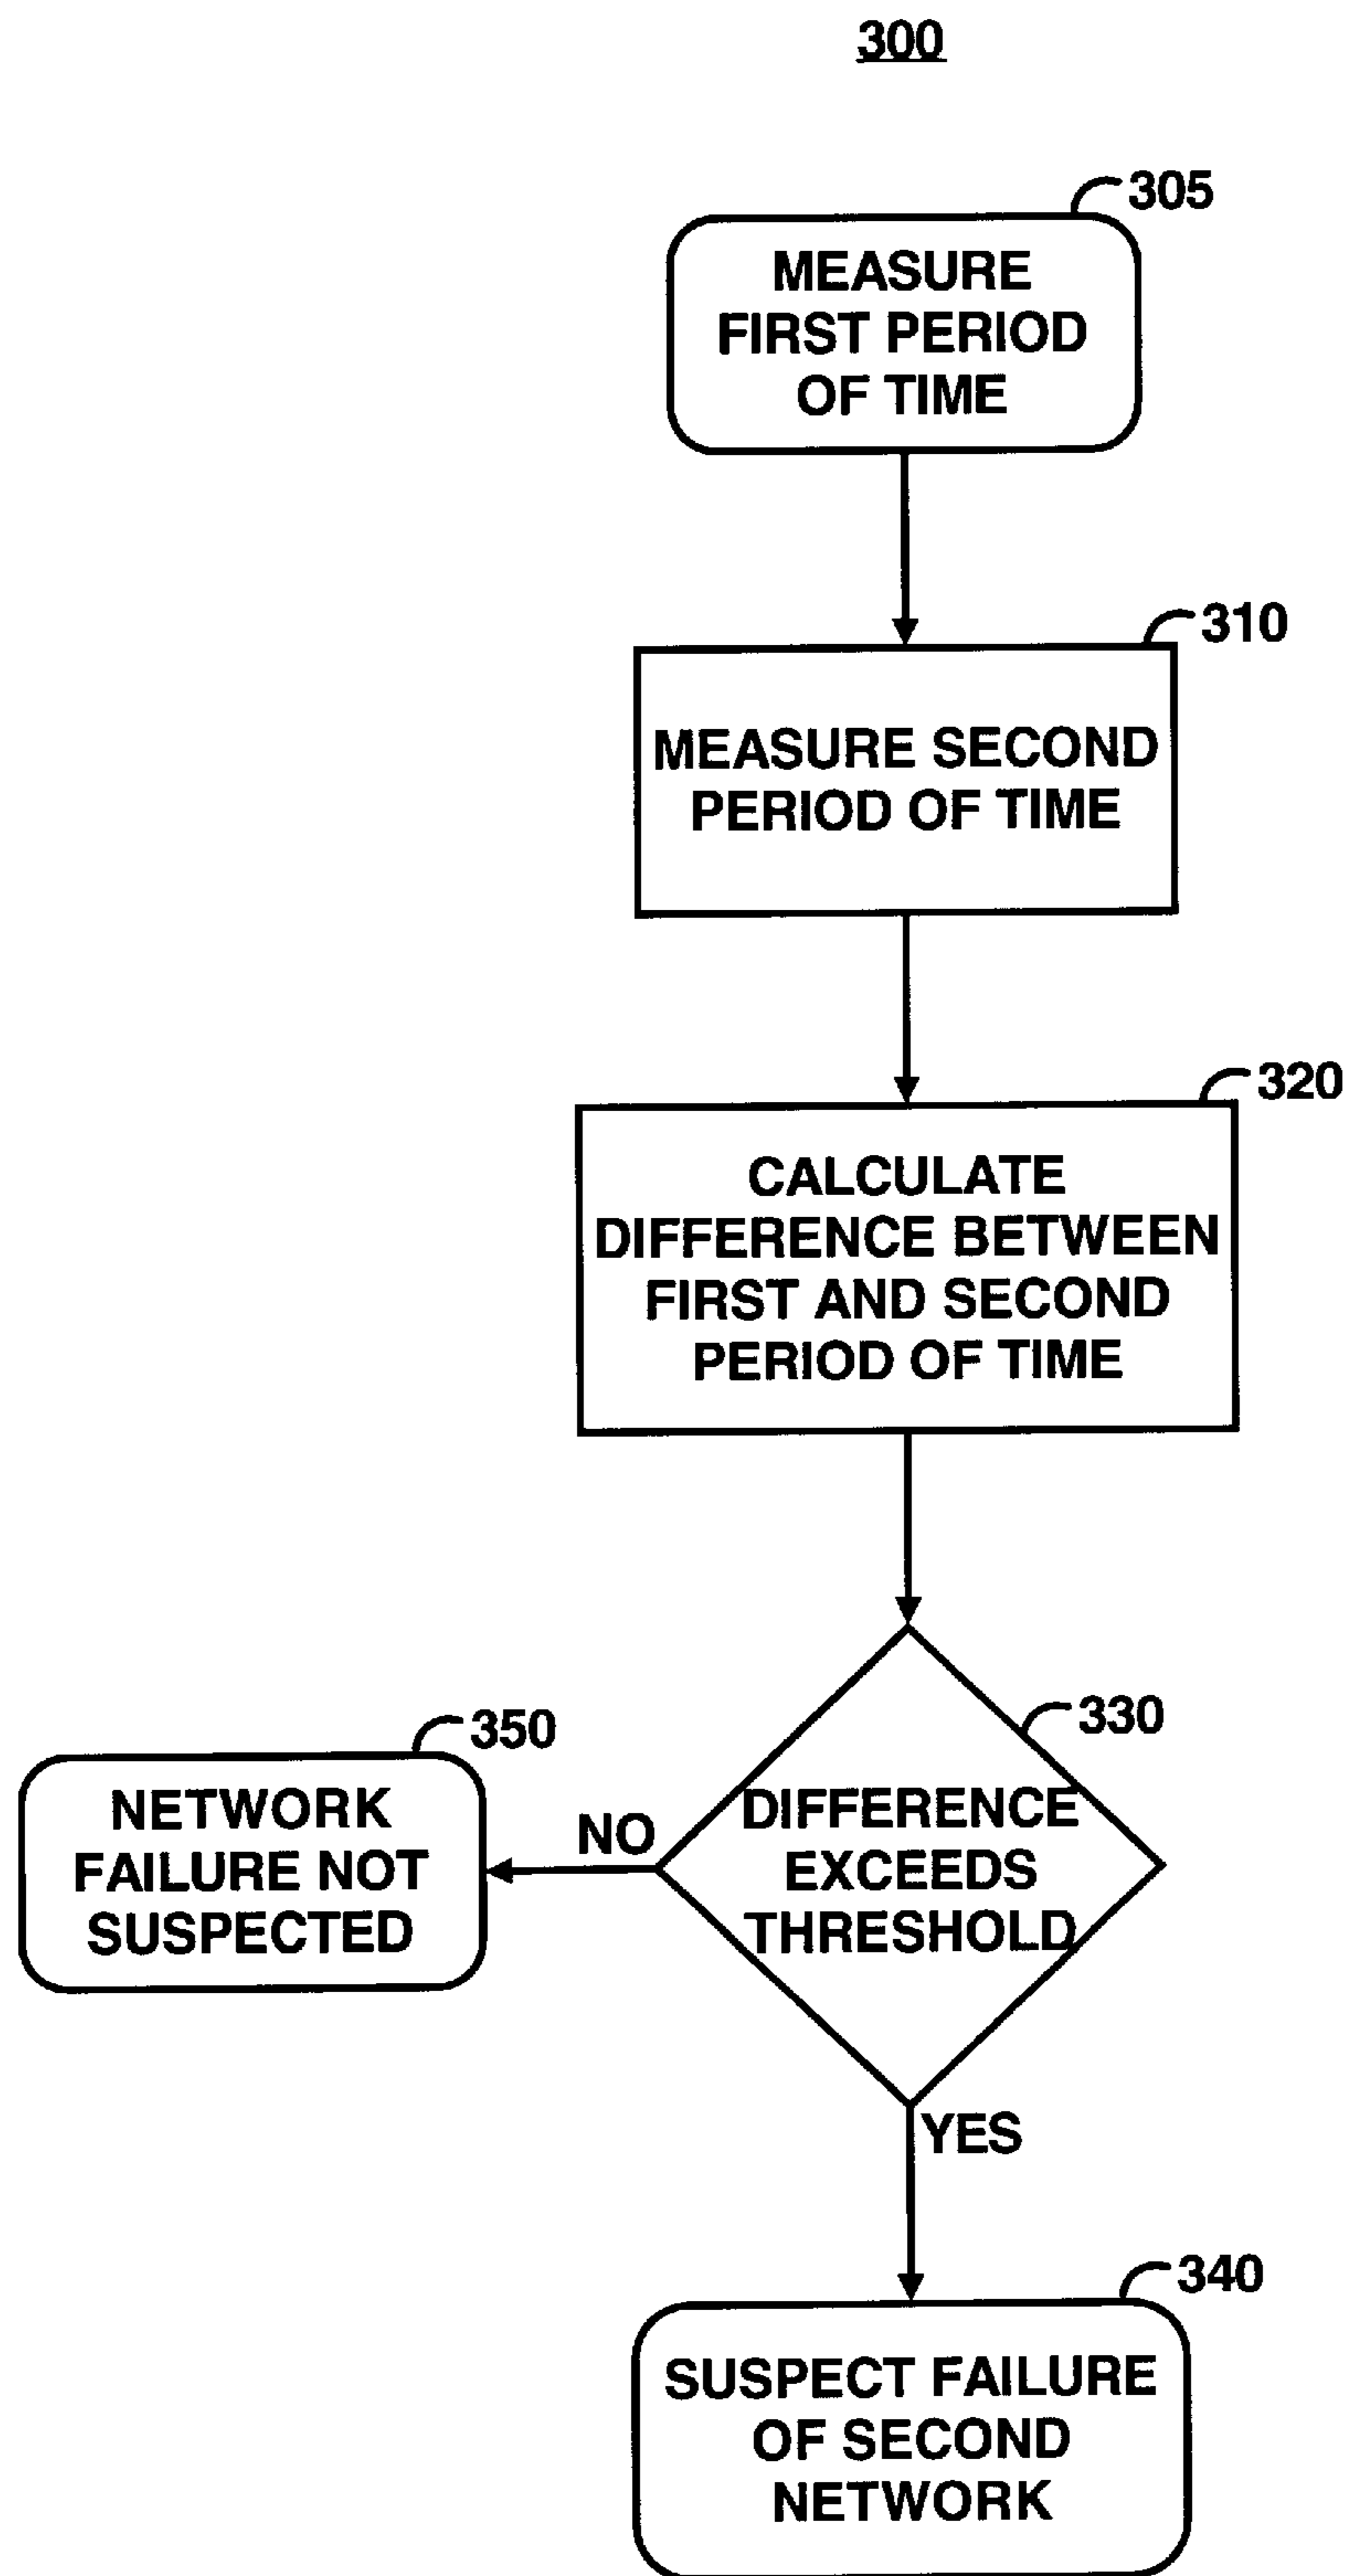 300
305
MEASURE
FIRST PERIOD
OF TIME
310
MEASURE SECOND
PERIOD OF TIME
320
CALCULATE
DIFFERENCE BETWEEN
FIRST AND SECOND
PERIOD OF TIME
330
DIFFERENCE
EXCEEDS
THRESHOLD
NO
350
NETWORK
FAILURE NOT
SUSPECTED
YES
340
SUSPECT FAILURE
OF SECOND
NETWORK